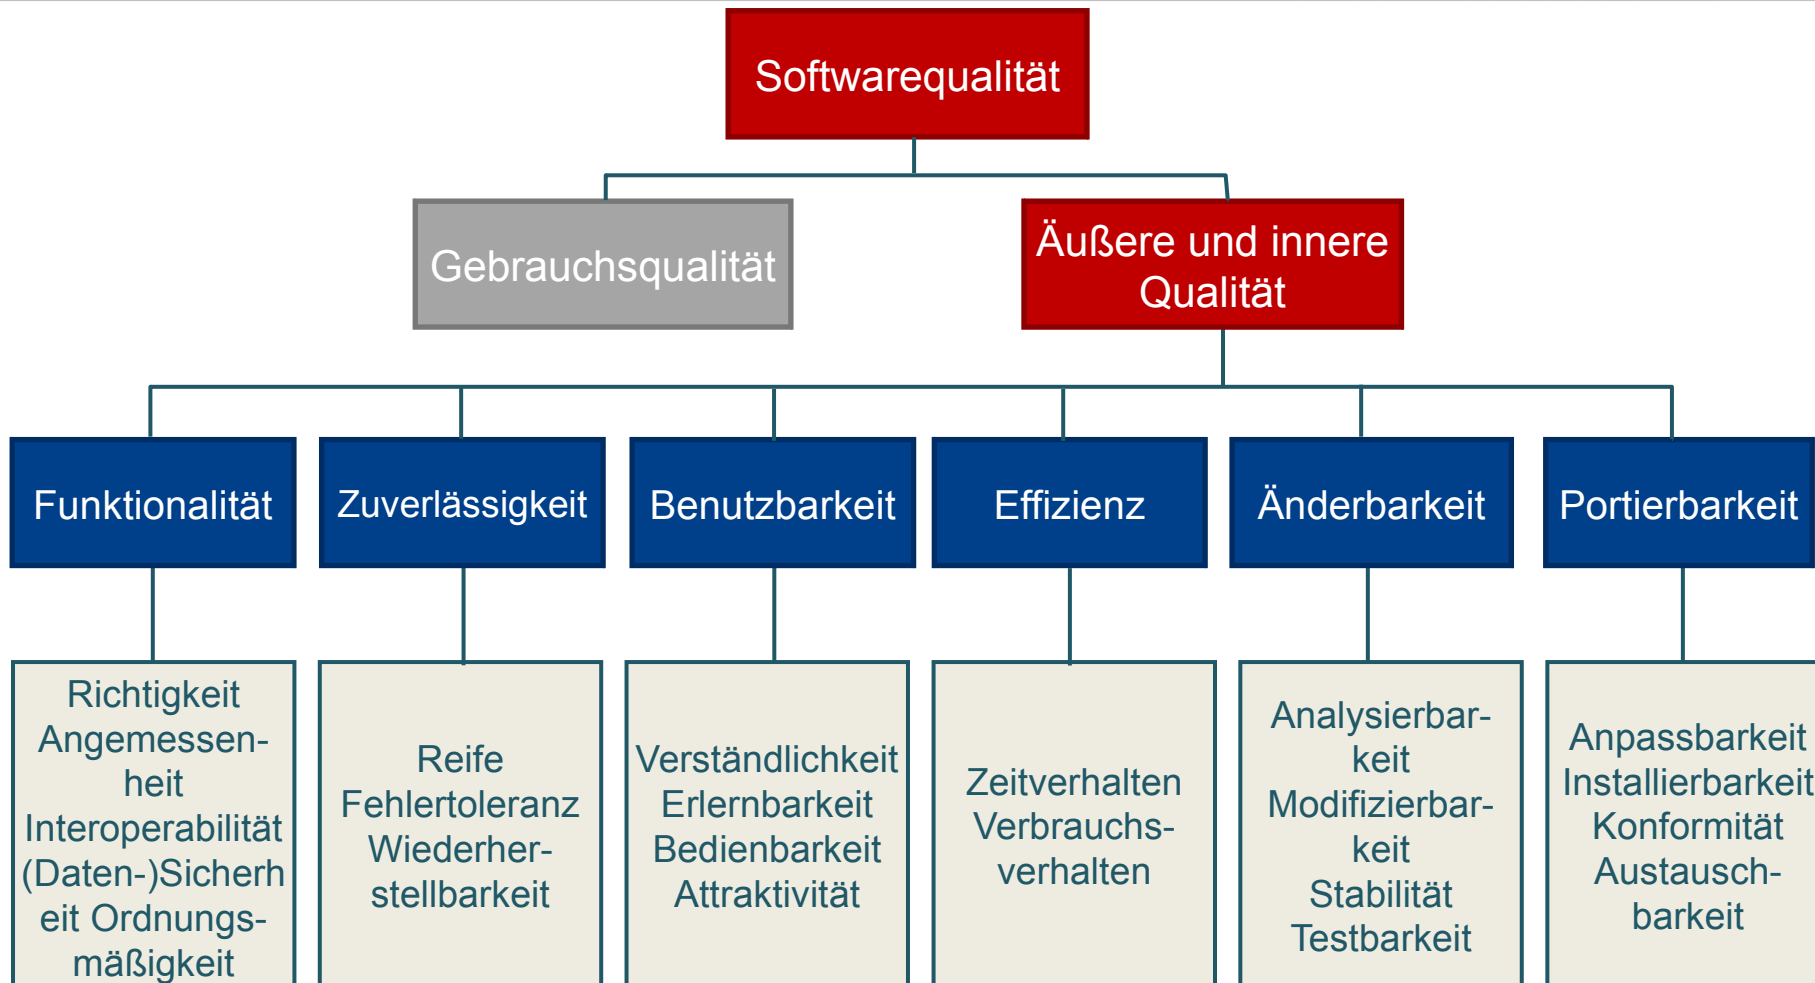 Softwarequalität
Gebrauchsqualität
Äußere und innere
Qualität
Funktionalität
Zuverlässigkeit
Benutzbarkeit
Effizienz
Änderbarkeit
Portierbarkeit
Richtigkeit
Angemessen-
heit
Interoperabilität
(Daten-)Sicherh
eit Ordnungs-
mäßigkeit
Reife
Fehlertoleranz
Wiederher-
stellbarkeit
Verständlichkeit
Erlernbarkeit
Bedienbarkeit
Attraktivität
Zeitverhalten
Verbrauchs-
verhalten
Analysierbar-
keit
Modifizierbar-
keit
Stabilität
Testbarkeit
Anpassbarkeit
Installierbarkeit
Konformität
Austausch-
barkeit